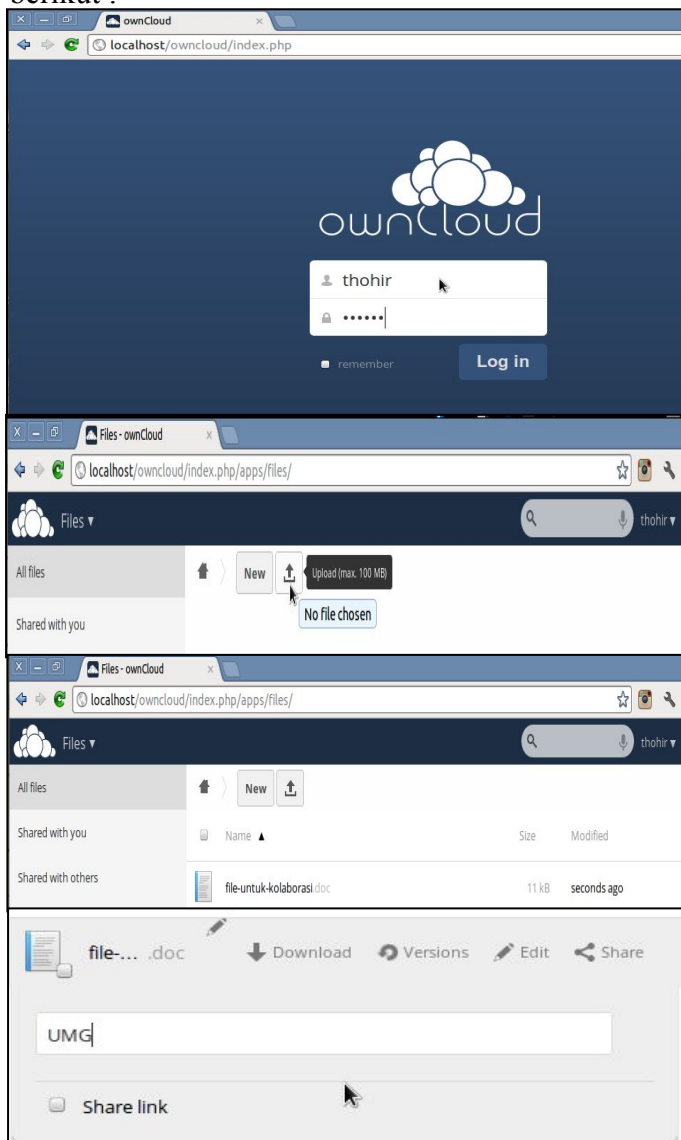 berikut :
ownCloud
localhost/owncloud/index.php
ownCloud
thohir
••••••
remember Log in
Files - ownCloud
localhost/owncloud/index.php/apps/files/
Files ▾ thohir ▾
All files New Upload (max. 100 MB)
No file chosen
Shared with you
Files - ownCloud
localhost/owncloud/index.php/apps/files/
Files ▾ thohir ▾
All files New
Shared with you Name ▲ Size Modified
Shared with others file-untuk-kolaborasi.doc 11 kB seconds ago
file-... .doc Download Versions Edit Share
UMG
Share link